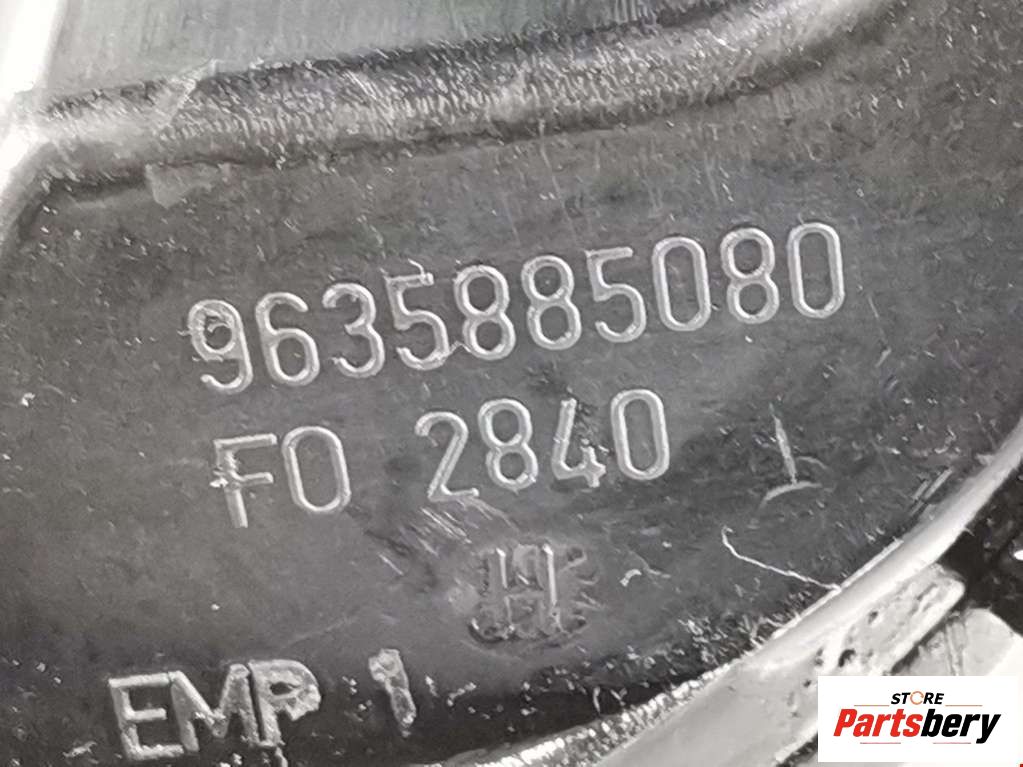 9635885080
FO 2840
H
EMP 1
STORE
Partsbery